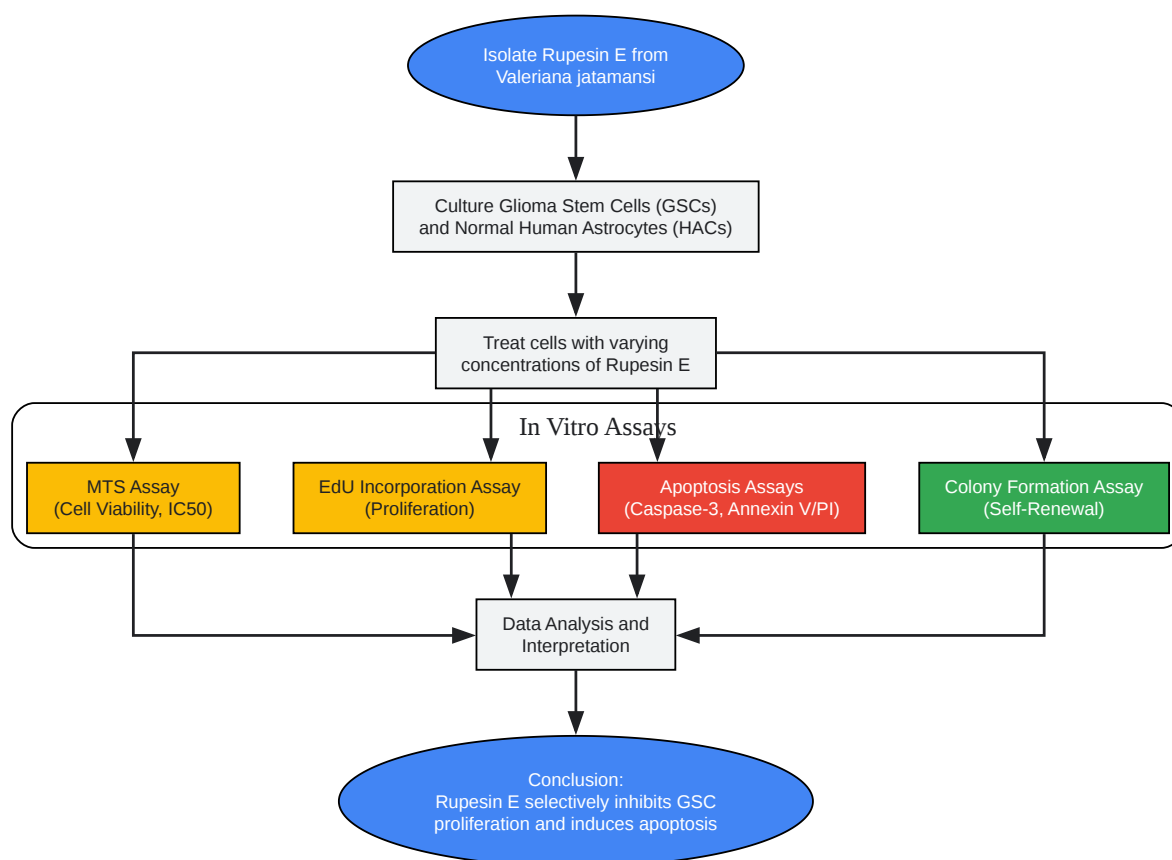 Isolate Rupesin E from
Valeriana jatamansi
Culture Glioma Stem Cells (GSCs)
and Normal Human Astrocytes (HACs)
Treat cells with varying
concentrations of Rupesin E
In Vitro Assays
MTS Assay
(Cell Viability, IC50)
EdU Incorporation Assay
(Proliferation)
Apoptosis Assays
(Caspase-3, Annexin V/PI)
Colony Formation Assay
(Self-Renewal)
Data Analysis and
Interpretation
Conclusion:
Rupesin E selectively inhibits GSC
proliferation and induces apoptosis